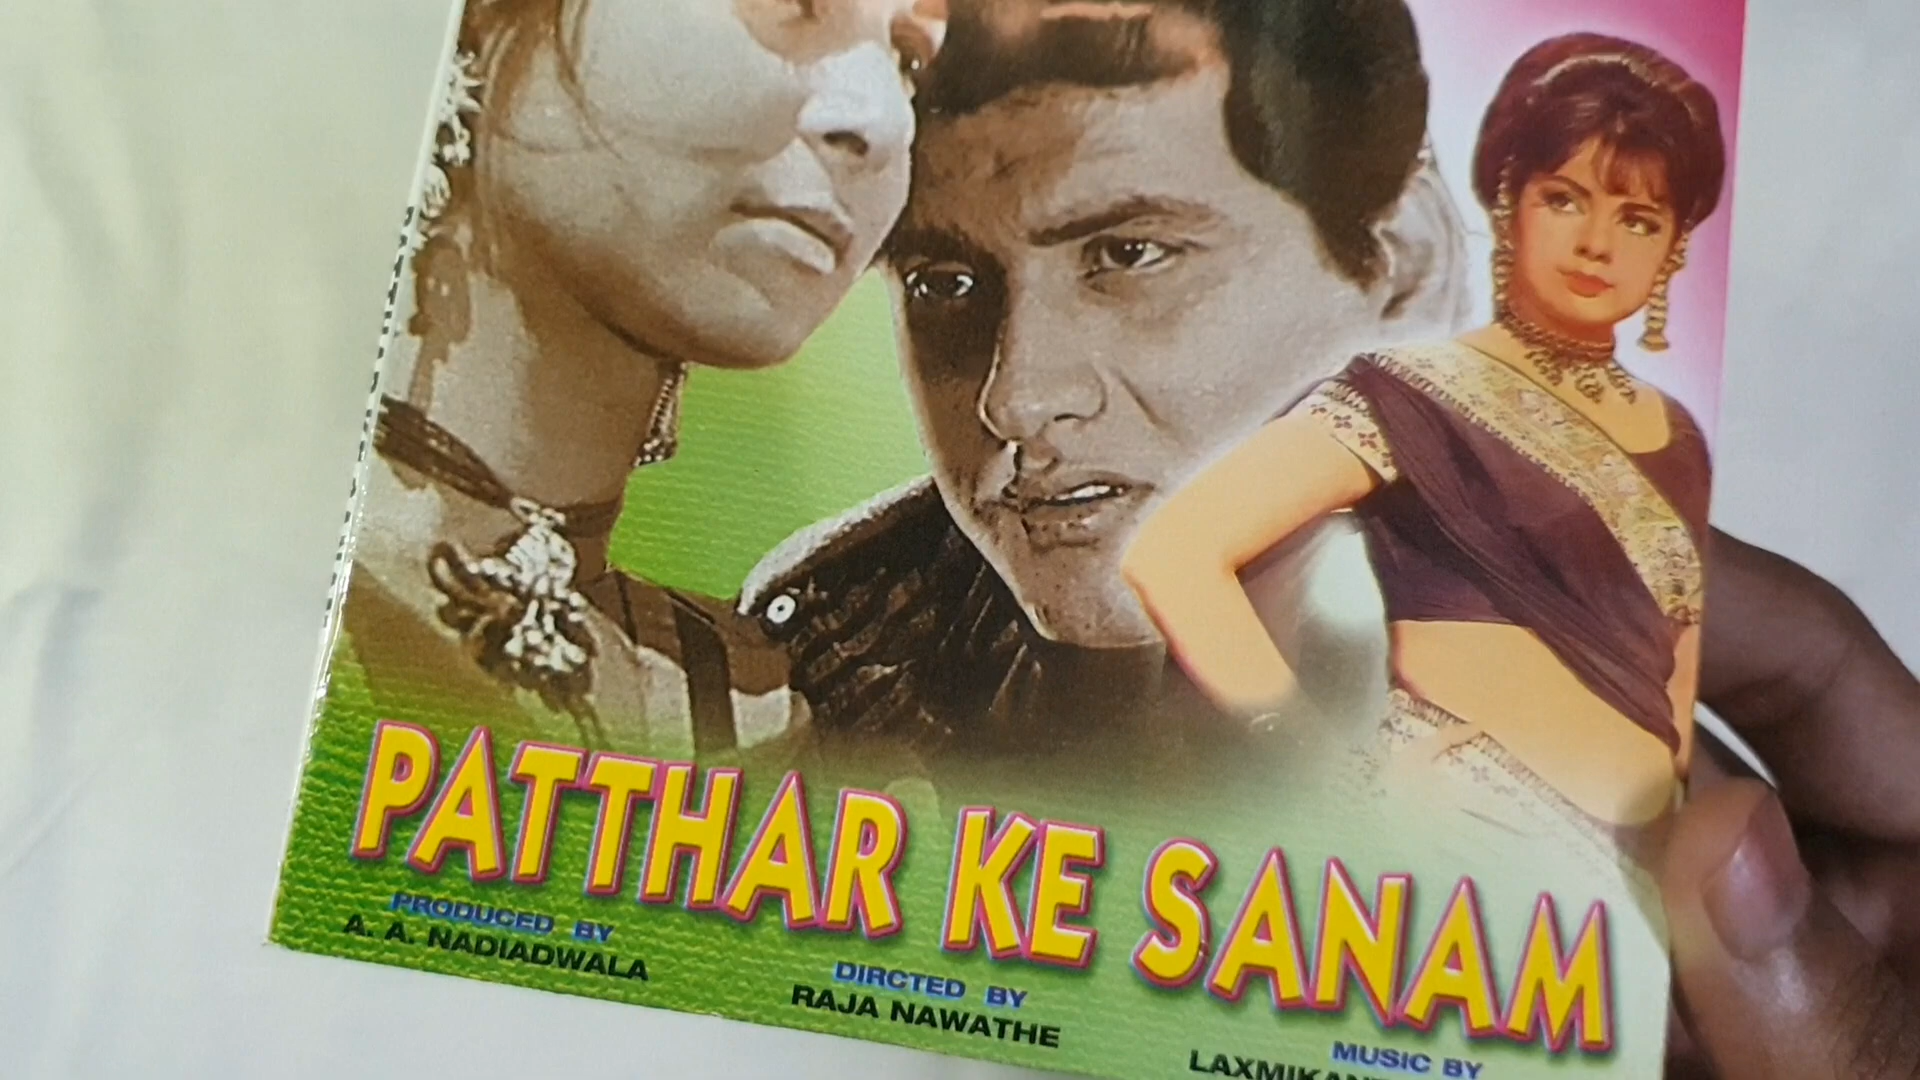 PATTHAR KE SANAM
PRODUCED BY
A. A. NADIADWALA
DIRCTED BY
RAJA NAWATHE
MUSIC BY